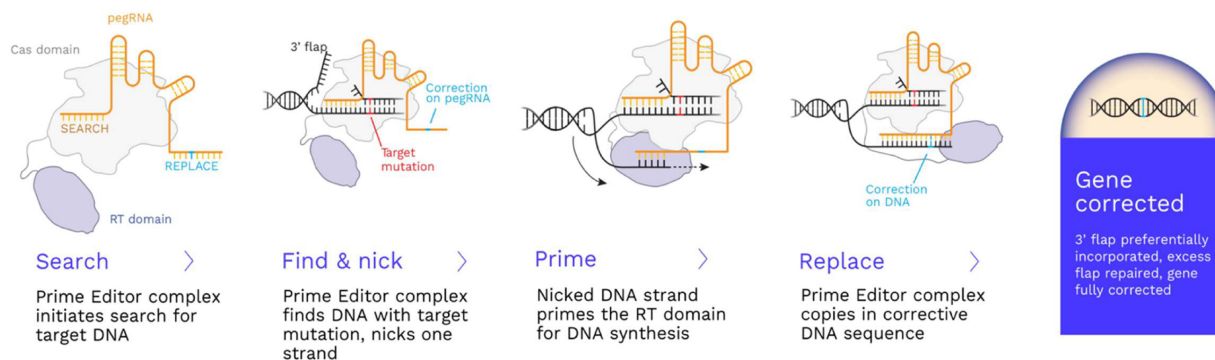 pegRNA
Cas domain
SEARCH
REPLACE
RT domain
Search
Prime Editor complex
initiates search for
target DNA
3' flap
Correction
on pegRNA
Target
mutation
Find & nick
Prime Editor complex
finds DNA with target
mutation, nicks one
strand
Prime
Nicked DNA strand
primes the RT domain
for DNA synthesis
Correction
on DNA
Replace
Prime Editor complex
copies in corrective
DNA sequence
Gene
corrected
3' flap preferentially
incorporated, excess
flap repaired, gene
fully corrected